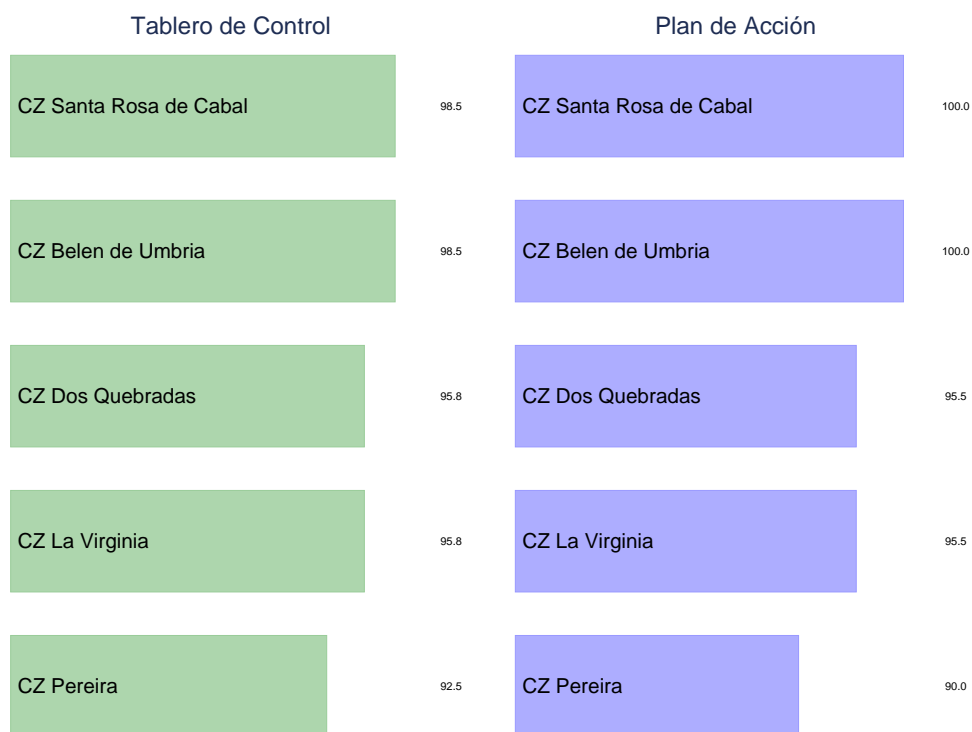 Tablero de Control
CZ Santa Rosa de Cabal 98.5
CZ Belen de Umbria 98.5
CZ Dos Quebradas 95.8
CZ La Virginia 95.8
CZ Pereira 92.5
Plan de Acción
CZ Santa Rosa de Cabal 100.0
CZ Belen de Umbria 100.0
CZ Dos Quebradas 95.5
CZ La Virginia 95.5
CZ Pereira 90.0